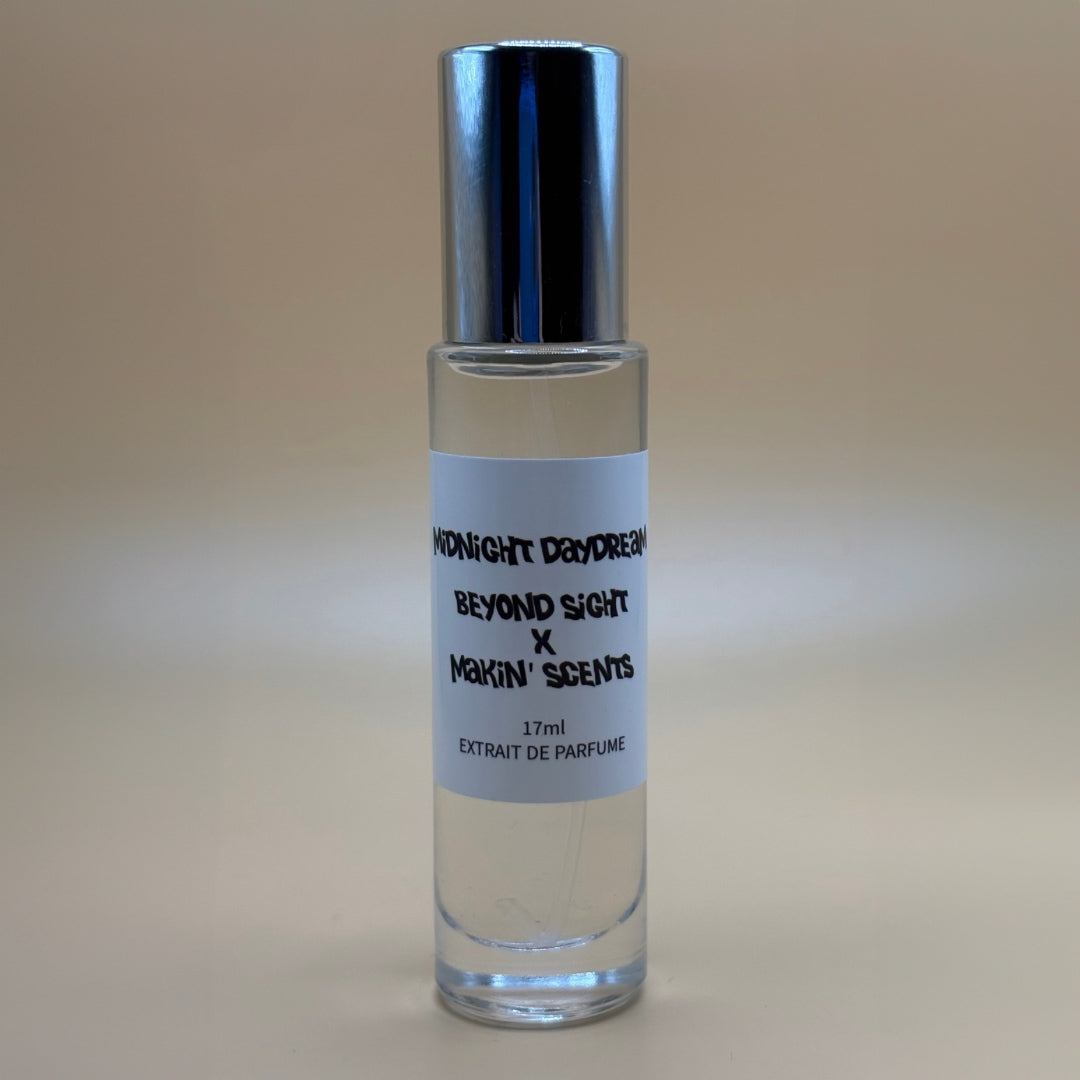 MiDNiGHT DaYDREaM
BEYOND SiGHT
X
MaKiN' SCENTS
17ml
EXTRAIT DE PARFUME